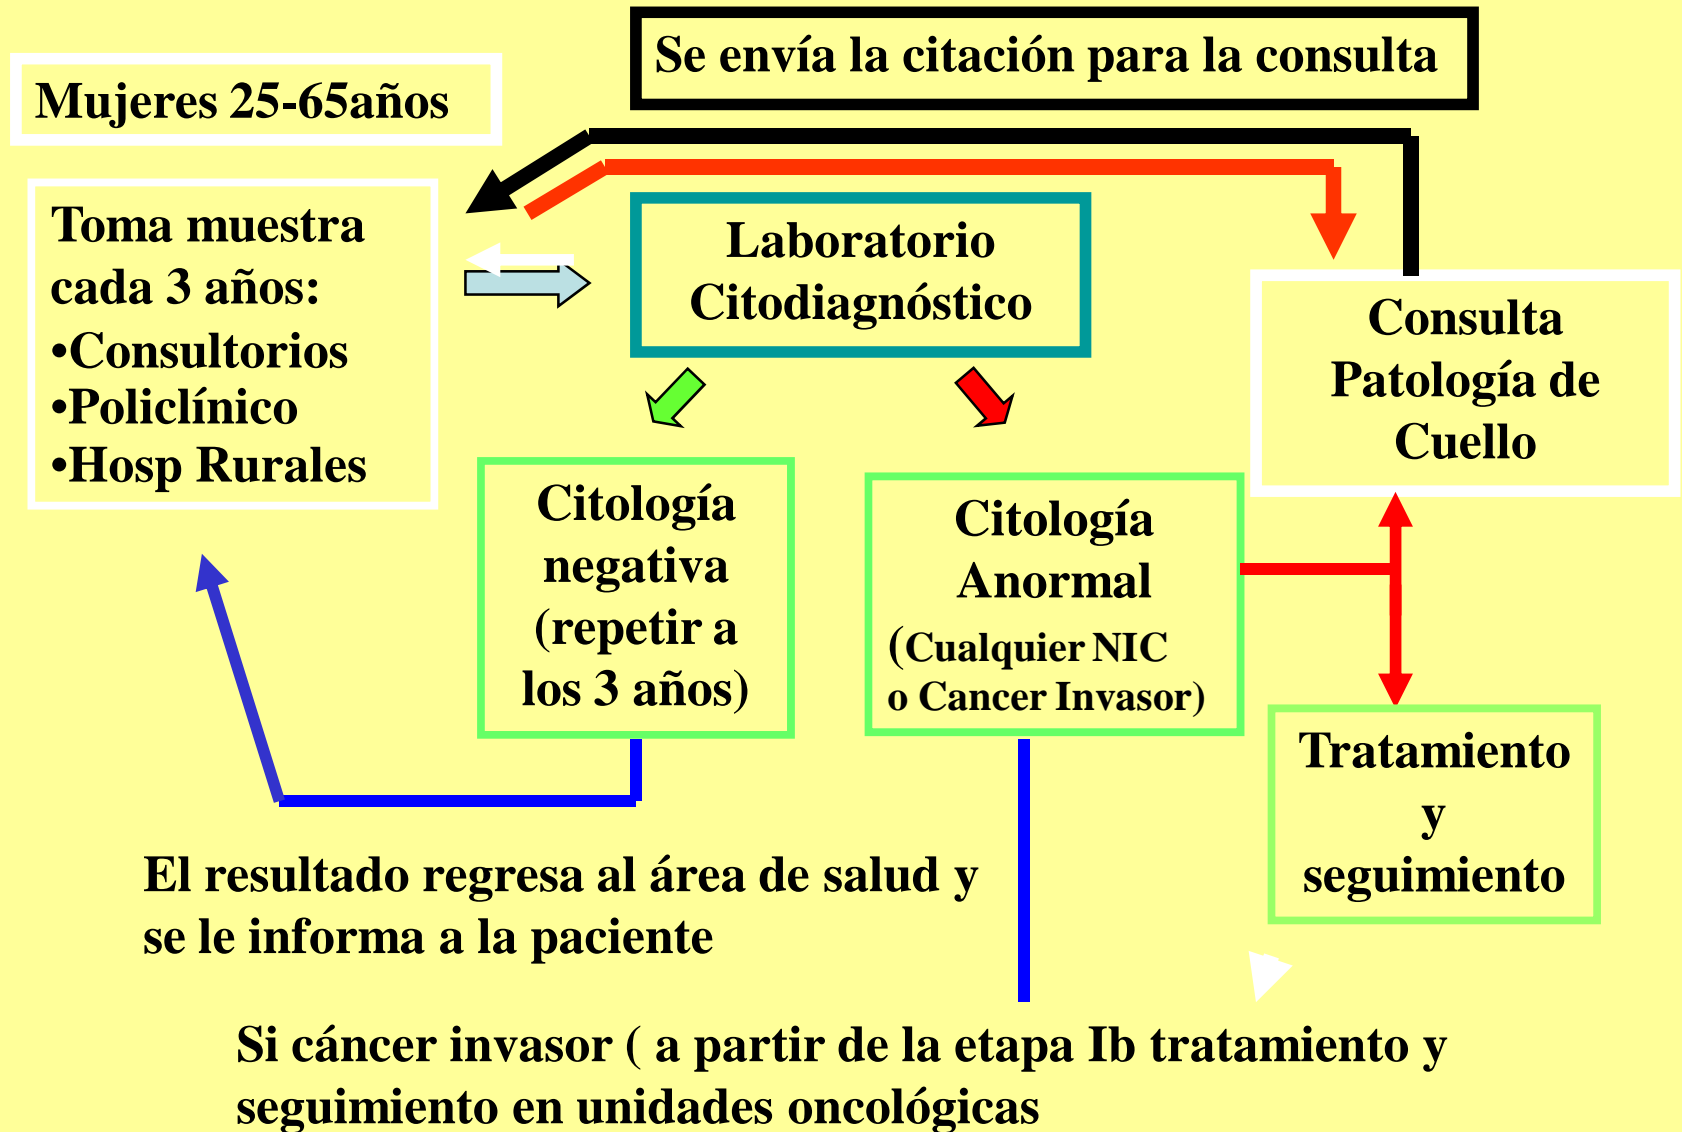 Se envía la citación para la consulta
Mujeres 25-65años
Toma muestra
cada 3 años:
•Consultorios
•Policlínico
•Hosp Rurales
Laboratorio
Citodiagnóstico
Consulta
Patología de
Cuello
Citología
negativa
(repetir a
los 3 años)
Citología
Anormal
(Cualquier NIC
o Cancer Invasor)
Tratamiento
y
seguimiento
El resultado regresa al área de salud y
se le informa a la paciente
Si cáncer invasor ( a partir de la etapa Ib tratamiento y
seguimiento en unidades oncológicas